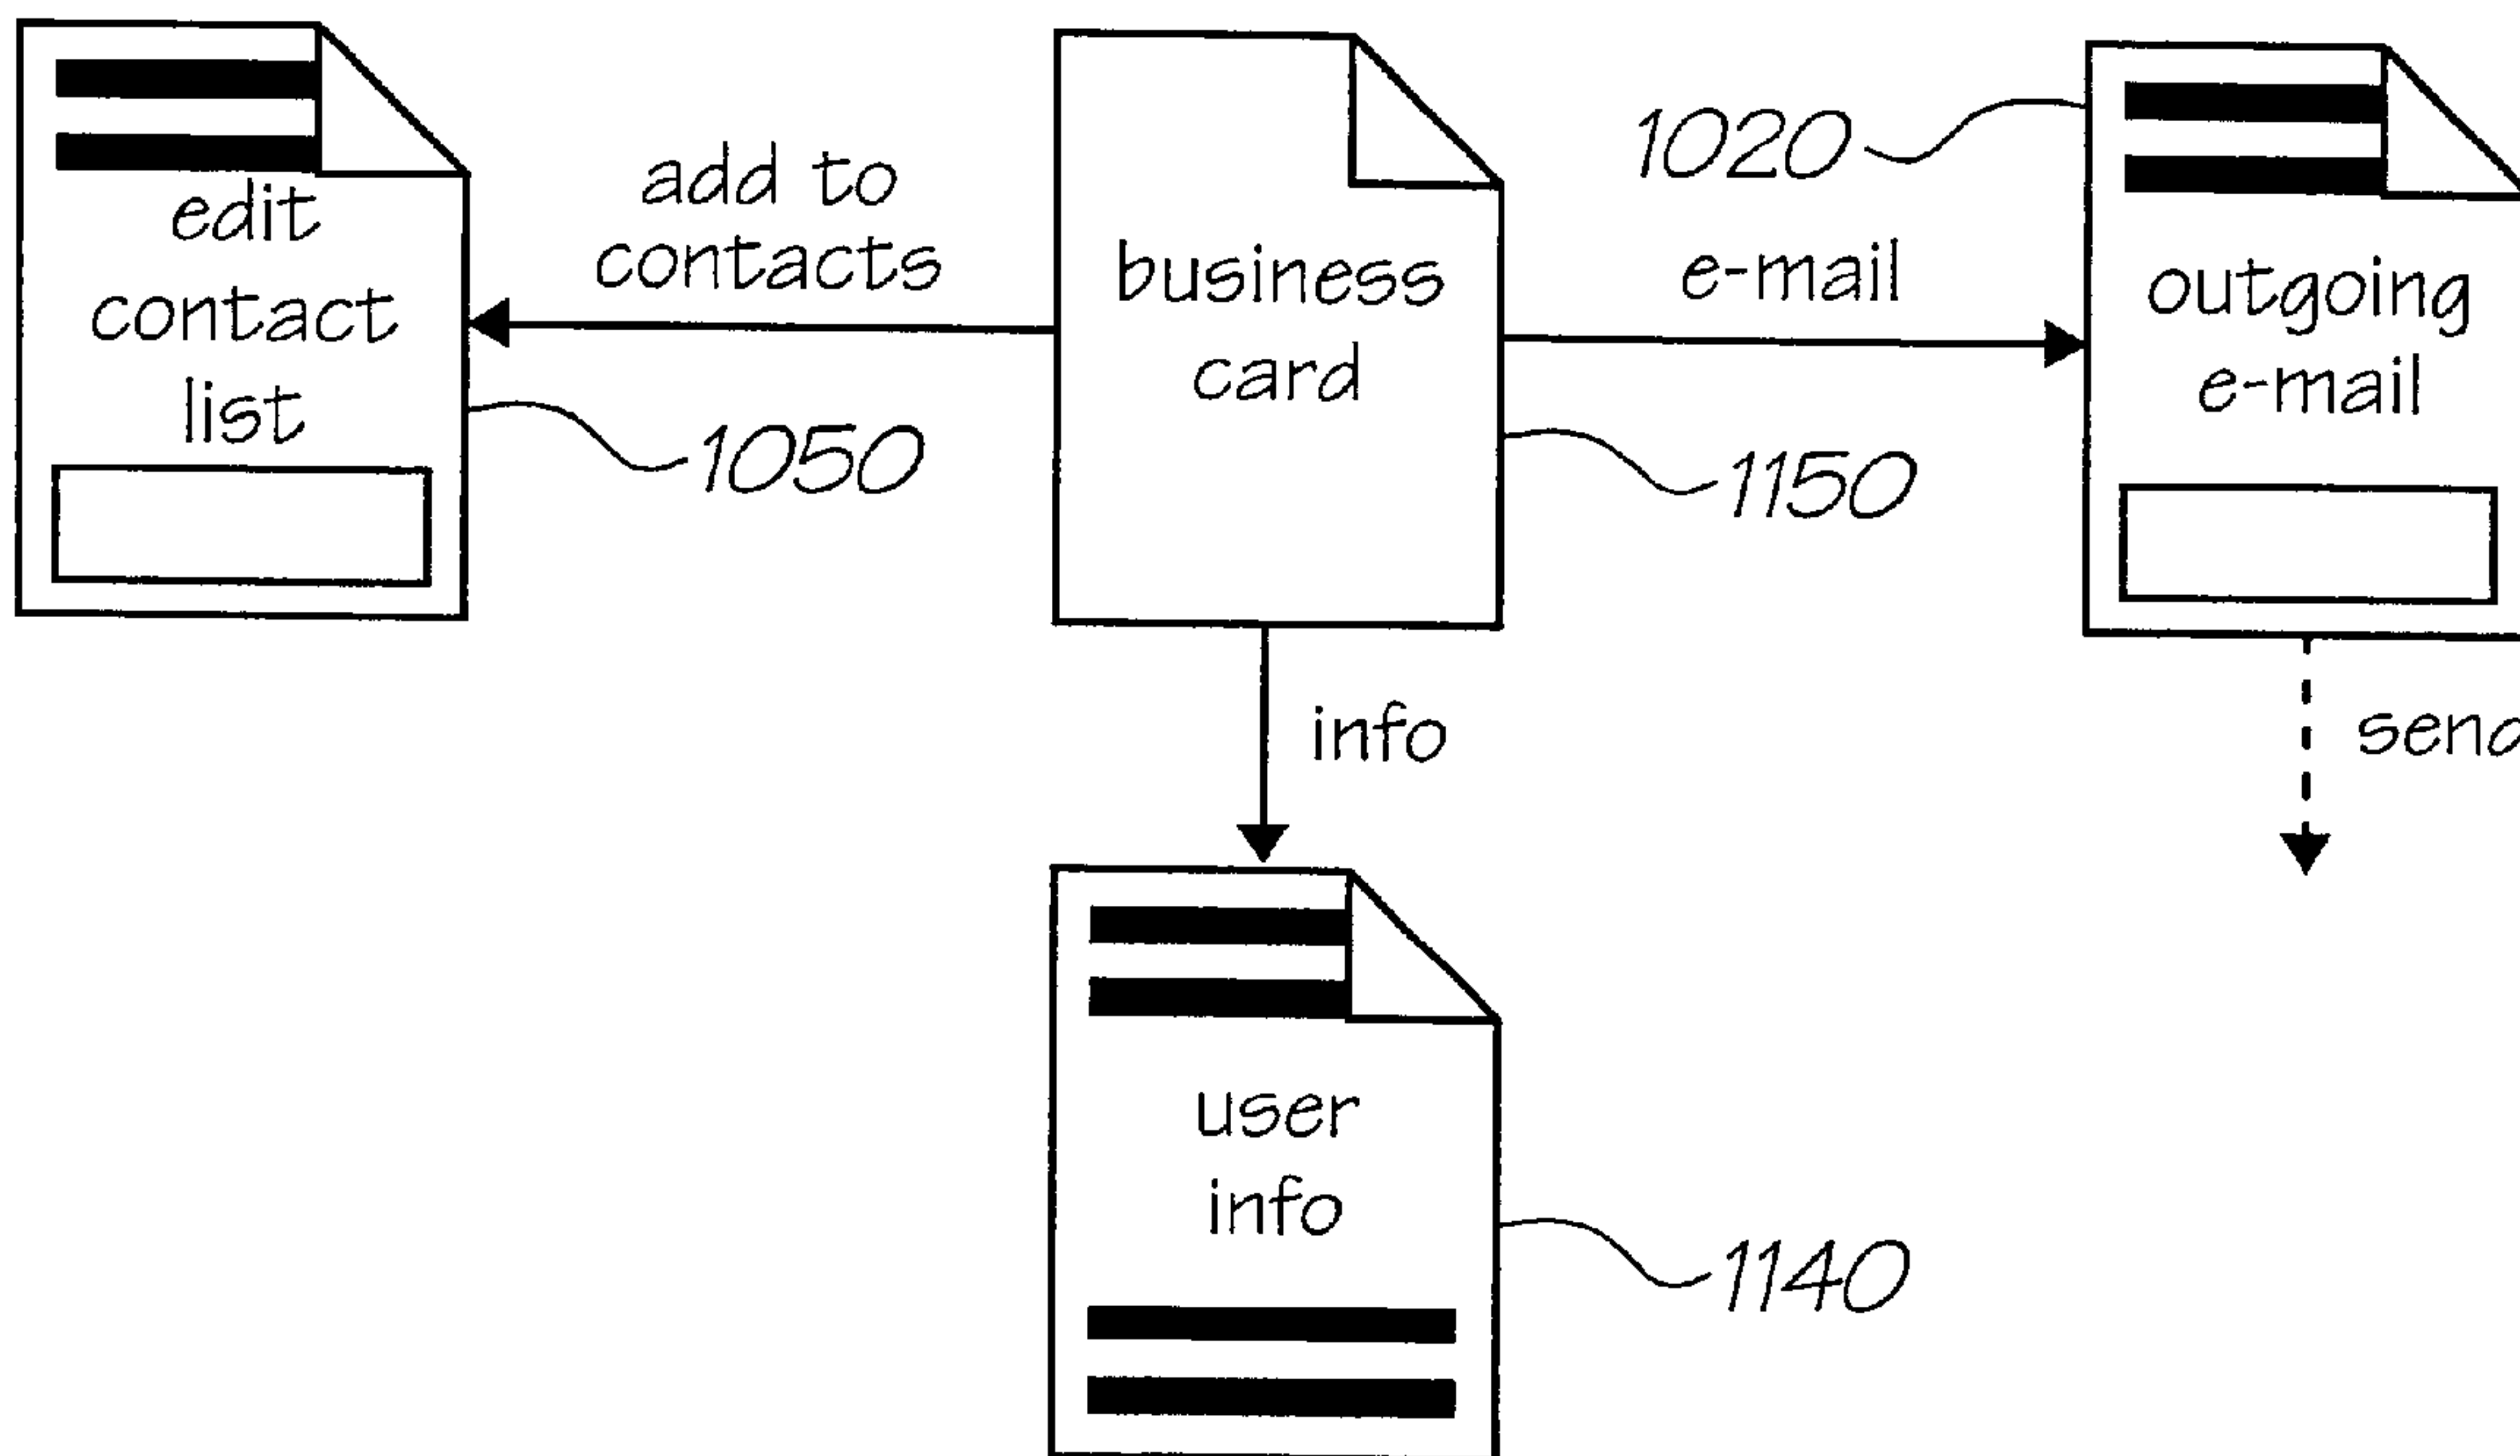 edit
contact
list
add to
contacts
1050
business
card
1020
e-mail
1150
outgoing
e-mail
info
user
info
1140